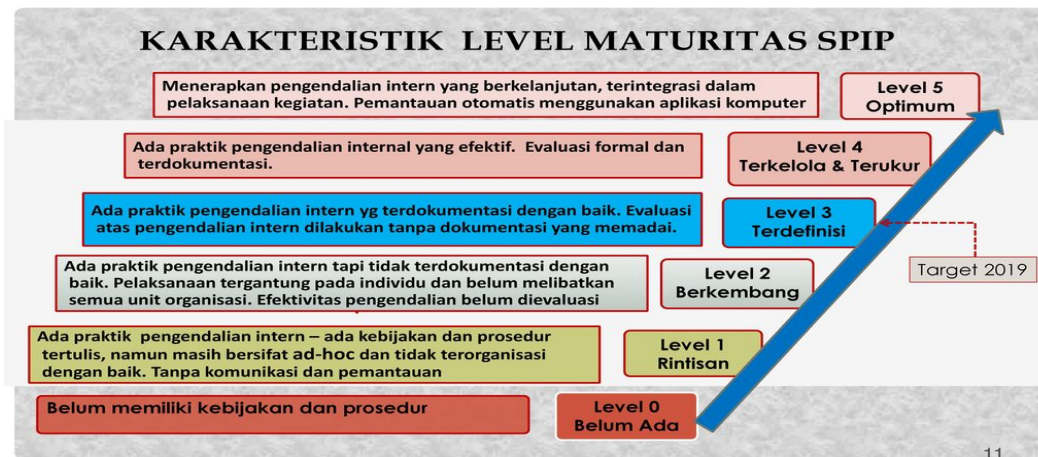 KARAKTERISTIK LEVEL MATURITAS SPIP
Menerapkan pengendalian intern yang berkelanjutan, terintegrasi dalam
pelaksanaan kegiatan. Pemantauan otomatis menggunakan aplikasi komputer
Level 5
Optimum
Ada praktik pengendalian internal yang efektif. Evaluasi formal dan
terdokumentasi.
Level 4
Terkelola & Terukur
Ada praktik pengendalian intern yg terdokumentasi dengan baik. Evaluasi
atas pengendalian intern dilakukan tanpa dokumentasi yang memadai.
Level 3
Terdefinisi
Target 2019
Ada praktik pengendalian intern tapi tidak terdokumentasi dengan
baik. Pelaksanaan tergantung pada individu dan belum melibatkan
semua unit organisasi. Efektivitas pengendalian belum dievaluasi
Level 2
Berkembang
Ada praktik pengendalian intern – ada kebijakan dan prosedur
tertulis, namun masih bersifat ad-hoc dan tidak terorganisasi
dengan baik. Tanpa komunikasi dan pemantauan
Level 1
Rintisan
Belum memiliki kebijakan dan prosedur
Level 0
Belum Ada
11